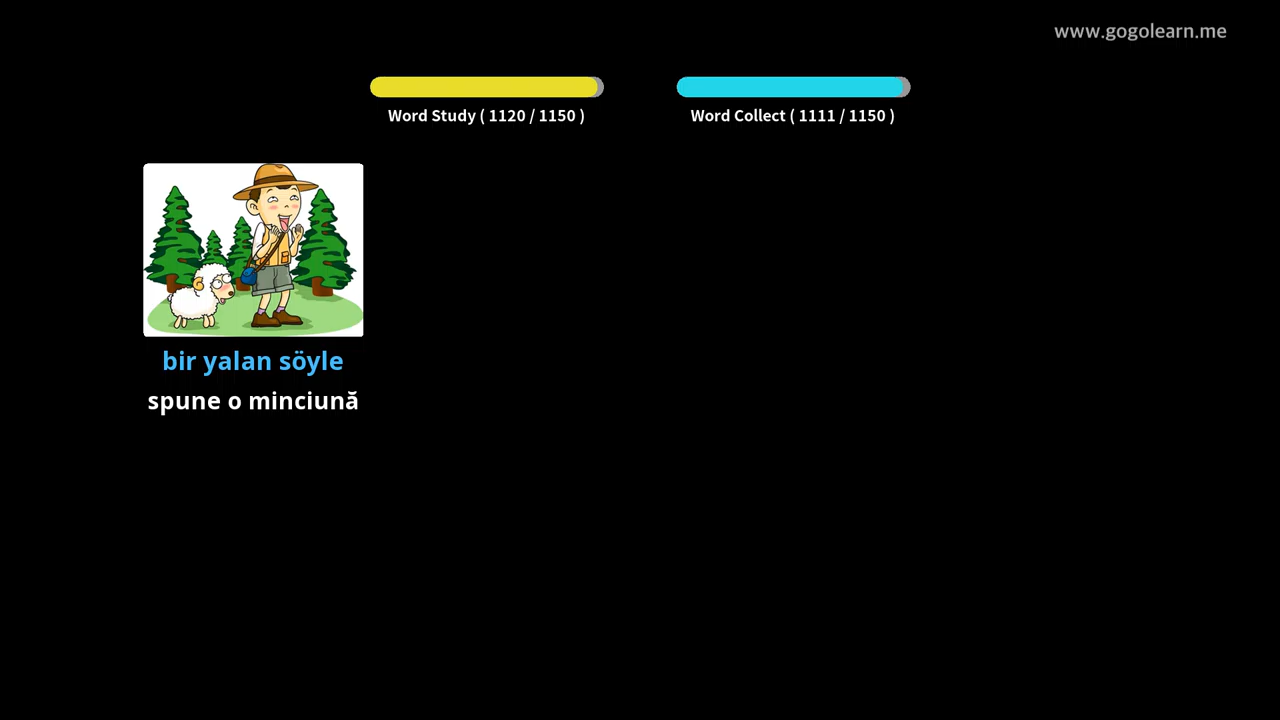 www.gogolearn.me
Word Study ( 1120 / 1150 )
Word Collect ( 1111 / 1150 )
bir yalan söyle
spune o minciună